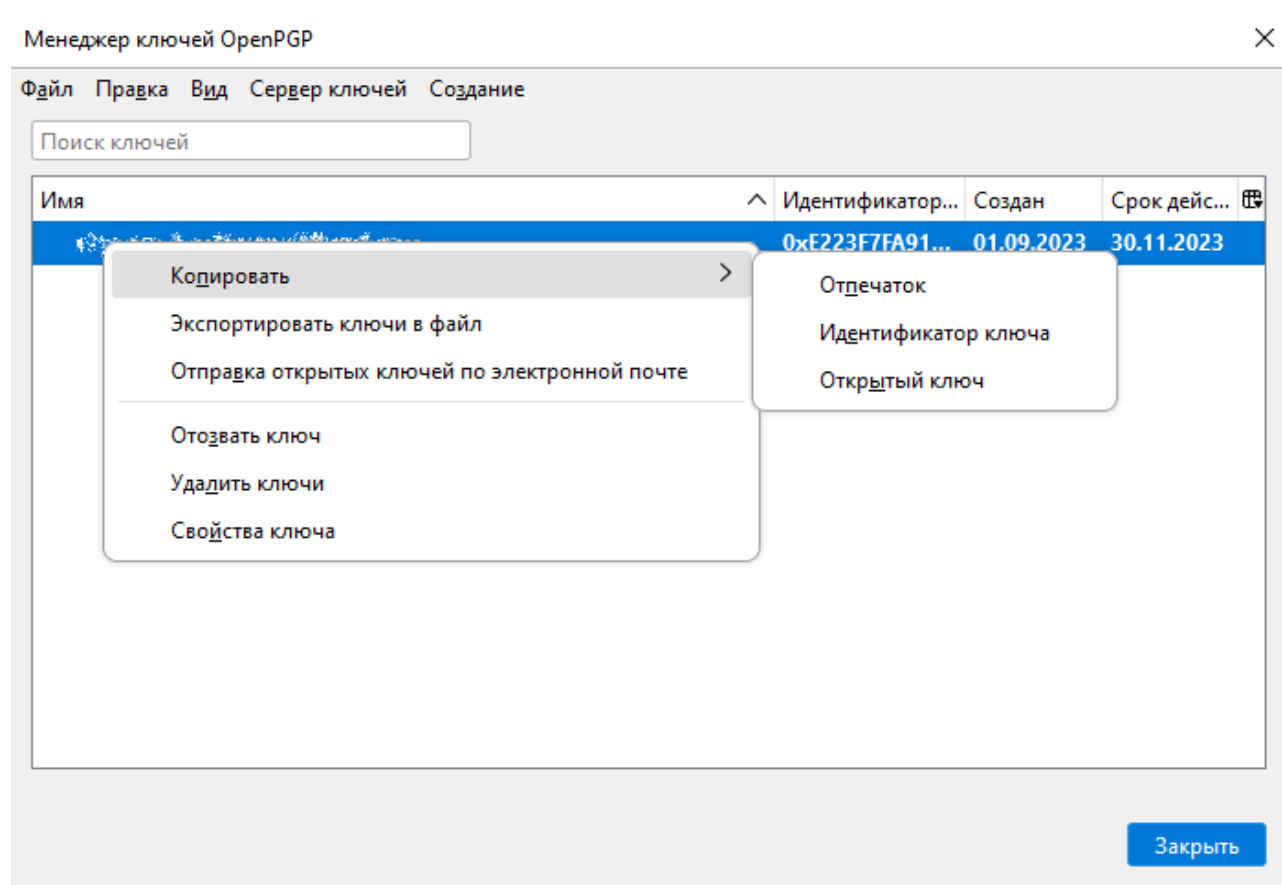 Менеджер ключей OpenPGP
Файл Правка Вид Сервер ключей Создание
Поиск ключей
Имя Идентификатор... Создан Срок дейс...
0xE223F7FA91... 01.09.2023 30.11.2023
Копировать
Экспортировать ключи в файл
Отправка открытых ключей по электронной почте
Отозвать ключ
Удалить ключи
Свойства ключа
Отпечаток
Идентификатор ключа
Открытый ключ
Закрыть